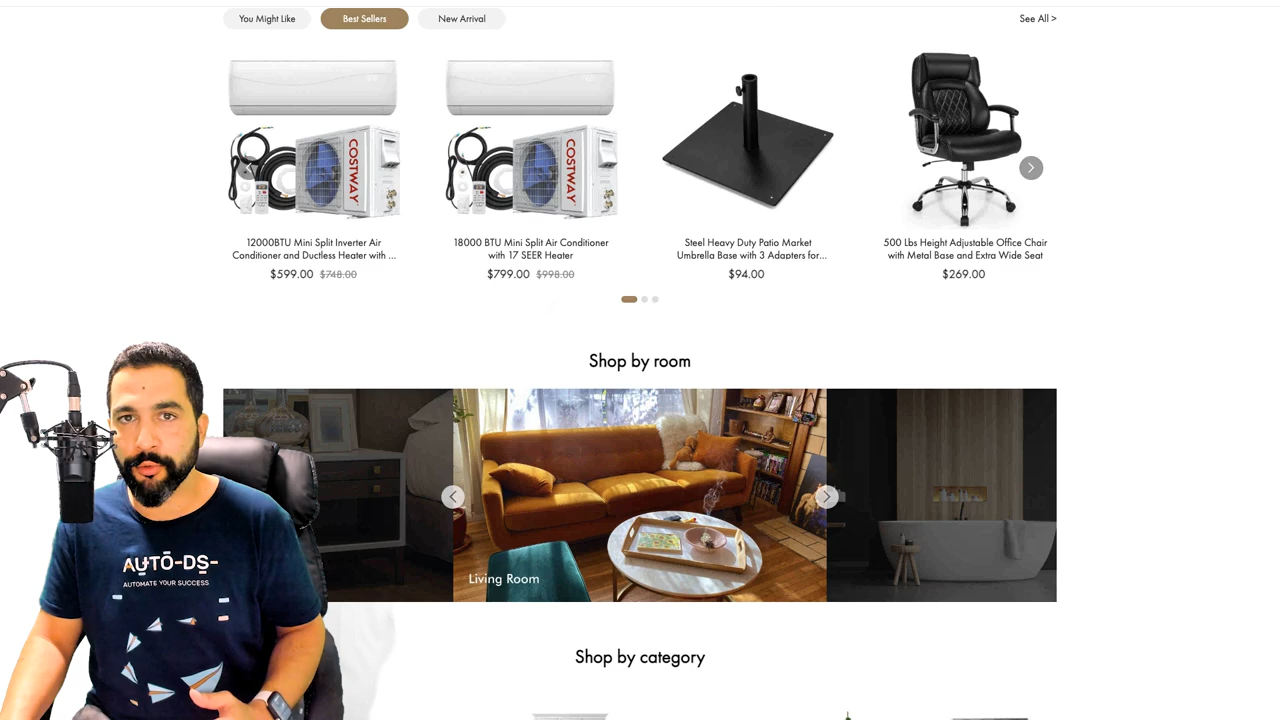 You Might Like
Best Sellers
New Arrival
See All >
COSTWAY
COSTWAY
12000BTU Mini Split Inverter Air
Conditioner and Ductless Heater with ...
$599.00 $748.00
18000 BTU Mini Split Air Conditioner
with 17 SEER Heater
$799.00 $998.00
Steel Heavy Duty Patio Market
Umbrella Base with 3 Adapters for...
$94.00
500 Lbs Height Adjustable Office Chair
with Metal Base and Extra Wide Seat
$269.00
Shop by room
Living Room
AUTO-DS-
AUTOMATE YOUR SUCCESS
Shop by category